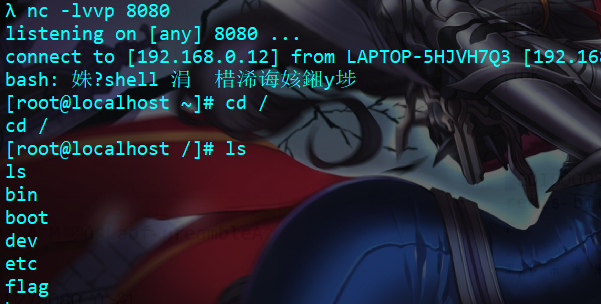 λ nc -lvvp 8080
listening on [any] 8080 ...
connect to [192.168.0.12] from LAPTOP-5HJVH7Q3 [192.168
bash: 姝?shell 涓 楛浠诲姟鎺у埗
[root@localhost ~]# cd /
cd /
[root@localhost /]# ls
ls
bin
boot
dev
etc
flag